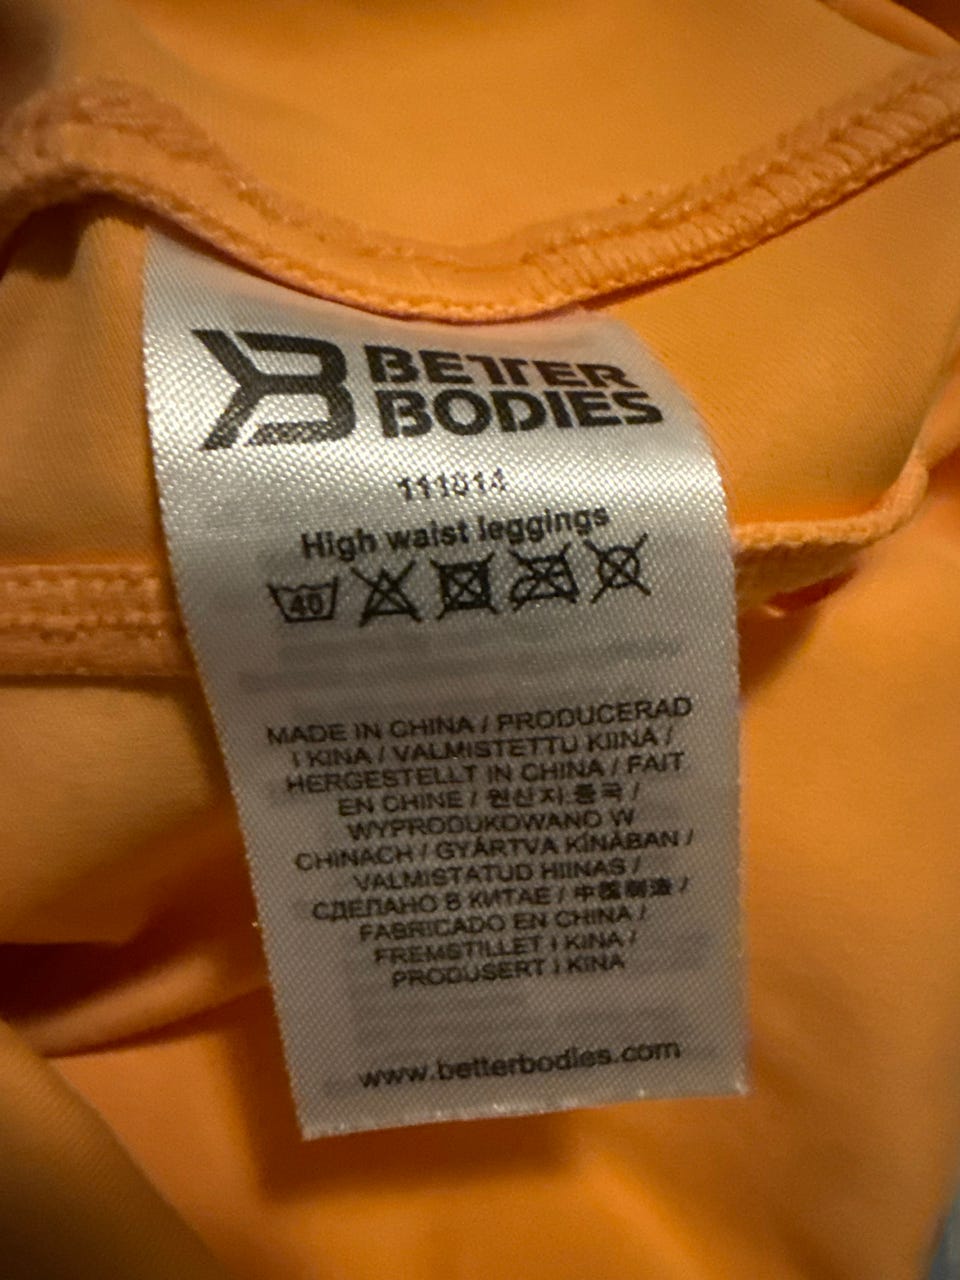 BETTER
BODIES
High waist leggings
40
MADE IN CHINA / PRODUCERAD
I KINA / VALMISTETTU KIINA /
HERGESTELLT IN CHINA / FAIT
EN CHINE / 원산지:중국 /
WYPRODUKOWANO W
CHINACH / GYÁRTVA KÍNÁBAN /
VALMISTATUD HIINAS /
СДЕЛАНО В КИТАЕ / 中国制造 /
FABRICADO EN CHINA /
FREMSTILLET I KINA /
PRODUSERT I KINA
www.betterbodies.com